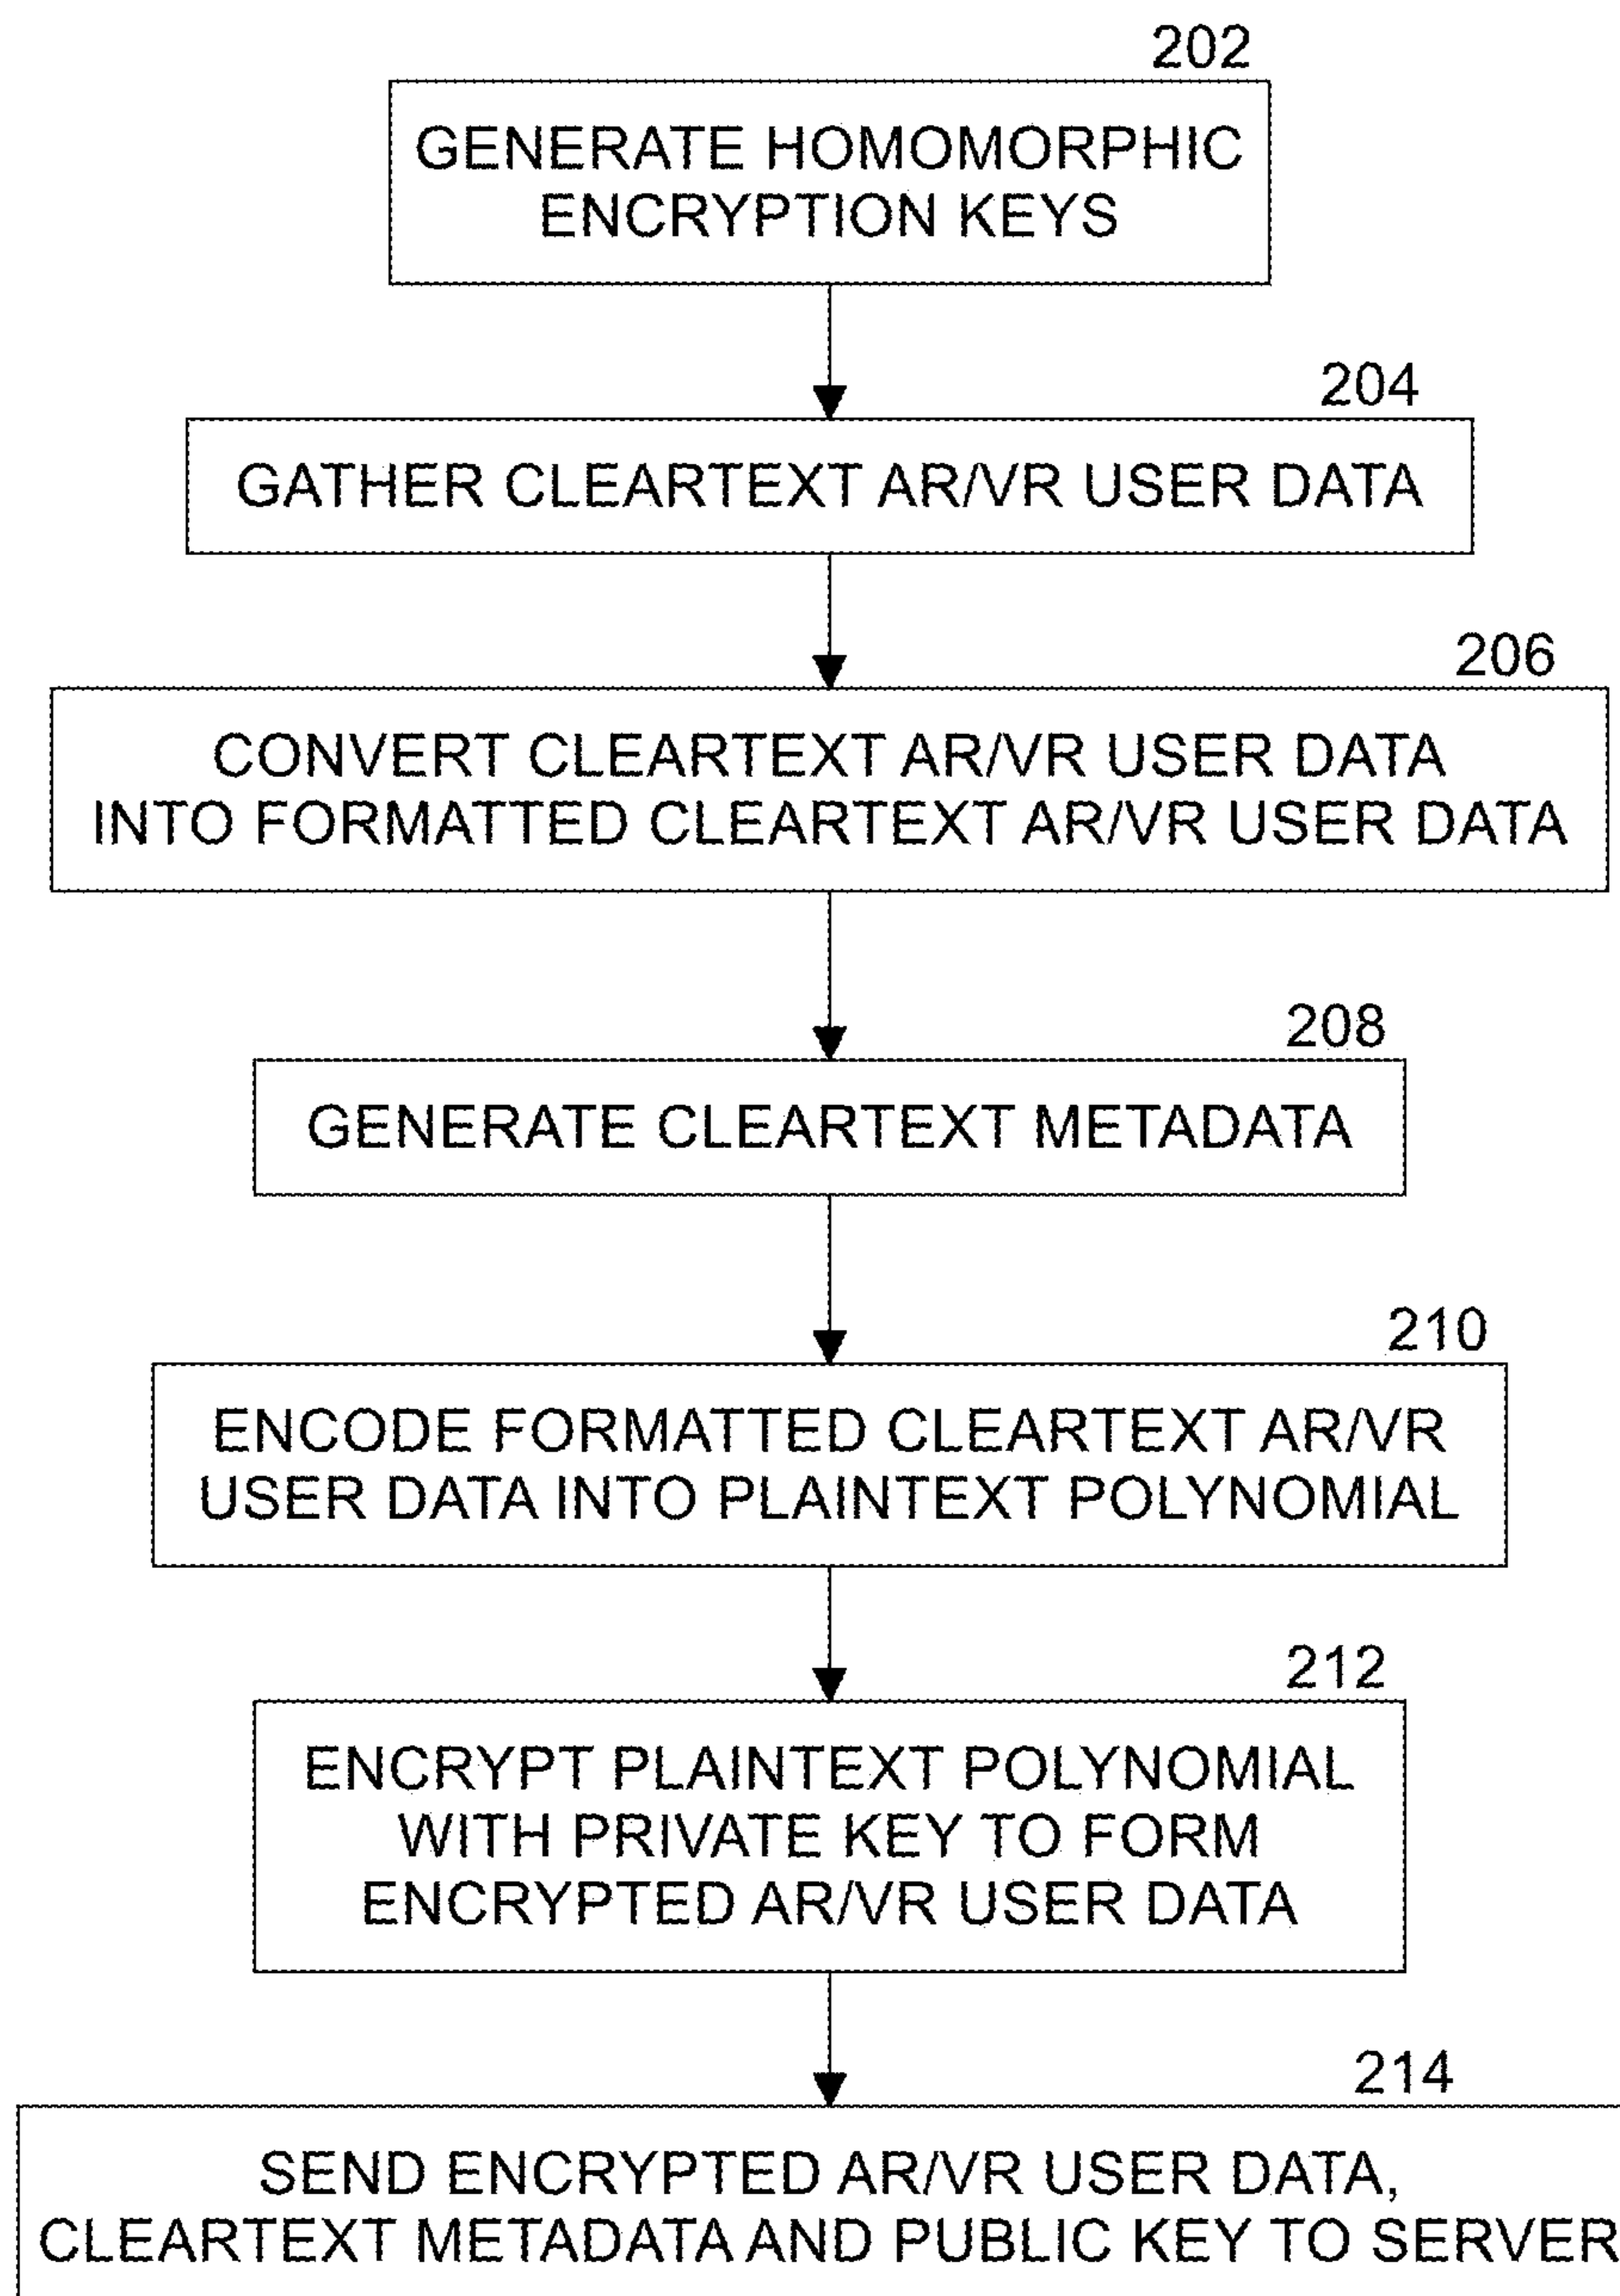 202
GENERATE HOMOMORPHIC
ENCRYPTION KEYS
204
GATHER CLEARTEXT AR/VR USER DATA
206
CONVERT CLEARTEXT AR/VR USER DATA
INTO FORMATTED CLEARTEXT AR/VR USER DATA
208
GENERATE CLEARTEXT METADATA
210
ENCODE FORMATTED CLEARTEXT AR/VR
USER DATA INTO PLAINTEXT POLYNOMIAL
212
ENCRYPT PLAINTEXT POLYNOMIAL
WITH PRIVATE KEY TO FORM
ENCRYPTED AR/VR USER DATA
214
SEND ENCRYPTED AR/VR USER DATA,
CLEARTEXT METADATA AND PUBLIC KEY TO SERVER